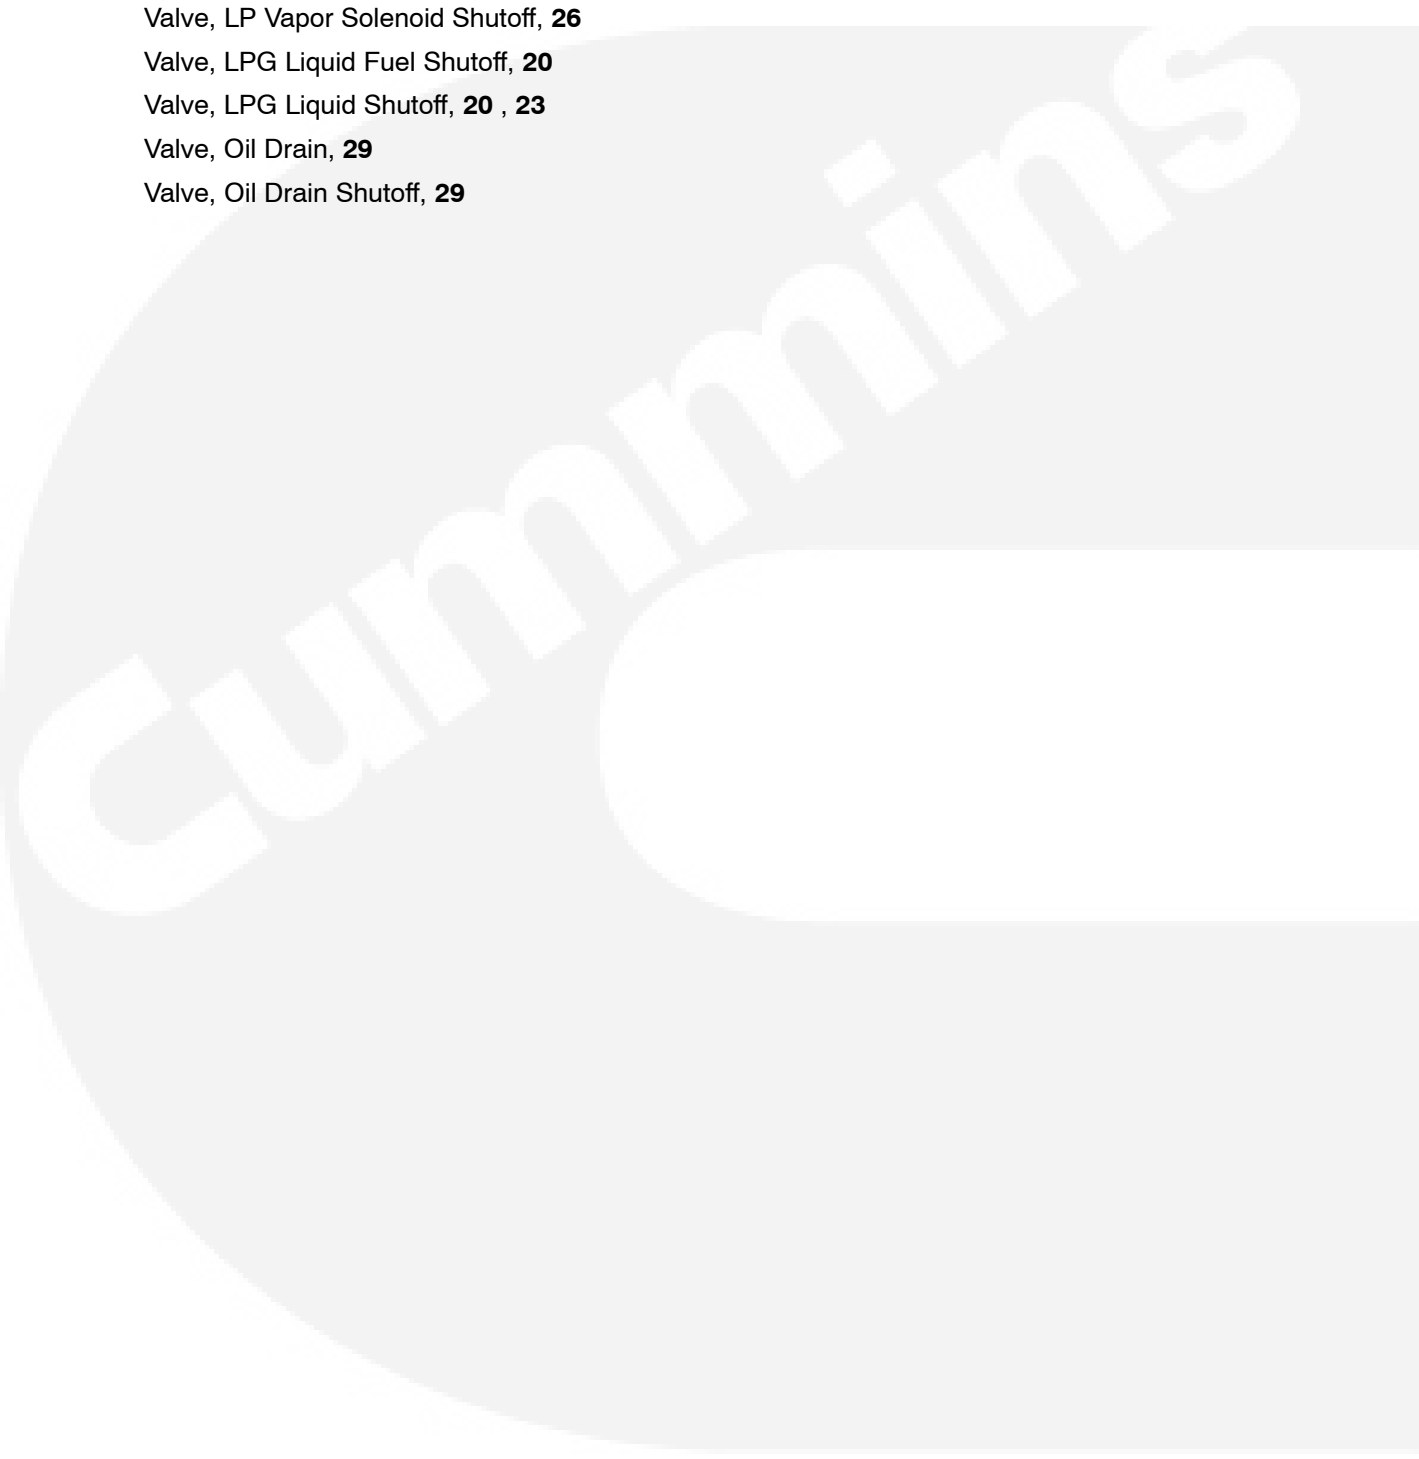 Valve, LP Vapor Solenoid Shutoff, 26
Valve, LPG Liquid Fuel Shutoff, 20
Valve, LPG Liquid Shutoff, 20 , 23
Valve, Oil Drain, 29
Valve, Oil Drain Shutoff, 29
Cummins